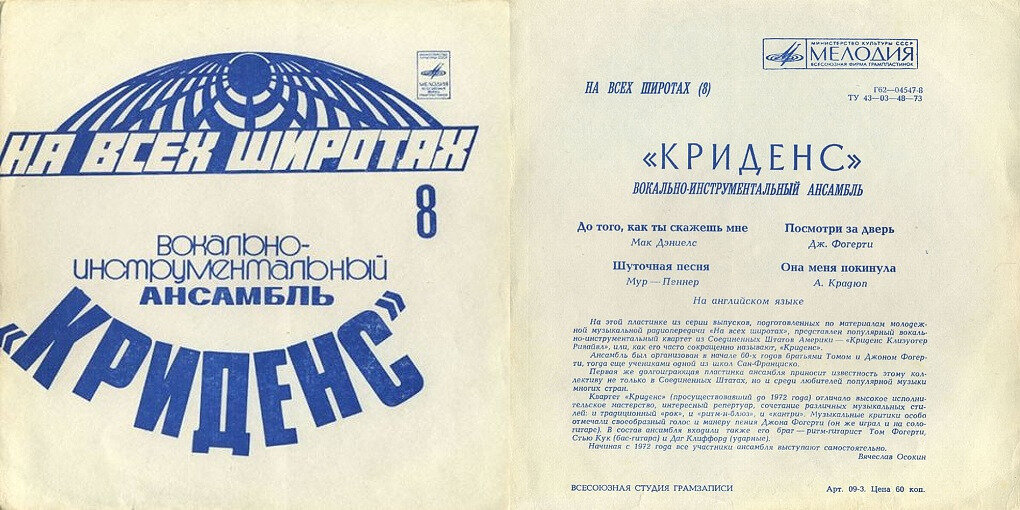 МИНИСТЕРСТВО
КУЛЬТУРЫ СССР
МЕЛОДИЯ
ВСЕСОЮЗНАЯ
ФИРМА
ГРАМПЛАСТИНОК
НА ВСЕХ ШИРОТАХ
8
ВОКАЛЬНО-
ИНСТРУМЕНТАЛЬНЫЙ
АНСАМБЛЬ
«КРИДЕНС»
МИНИСТЕРСТВО КУЛЬТУРЫ СССР
МЕЛОДИЯ
ВСЕСОЮЗНАЯ ФИРМА ГРАМПЛАСТИНОК
НА ВСЕХ ШИРОТАХ (8)
Г62—04547-8
ТУ 43—03—48—73
«КРИДЕНС»
ВОКАЛЬНО-ИНСТРУМЕНТАЛЬНЫЙ АНСАМБЛЬ
До того, как ты скажешь мне
Мак Дэниелс
Посмотри за дверь
Дж. Фогерти
Шуточная песня
Мур — Пеннер
Она меня покинула
А. Крадюп
На английском языке
На этой пластинке из серии выпусков, подготовленных по материалам молодеж-
ной музыкальной радиопередачи «На всех широтах», представлен популярный вокаль-
но-инструментальный квартет из Соединенных Штатов Америки — «Криденс Клиуотер
Ривайвл», или, как его часто сокращенно называют, «Криденс».
Ансамбль был организован в начале 60-х годов братьями Томом и Джоном Фогер-
ти, тогда еще учениками одной из школ Сан-Франциско.
Первая же долгоиграющая пластинка ансамбля приносит известность этому кол-
лективу не только в Соединенных Штатах, но и среди любителей популярной музыки
многих стран.
Квартет «Криденс» (просуществовавший до 1972 года) отличало высокое исполни-
тельское мастерство, интересный репертуар, сочетание различных музыкальных сти-
лей: и традиционный «рок», и «ритм-н-блюз», и «кантри». Музыкальные критики особо
отмечали своеобразный голос и манеру пения Джона Фогерти (он же играл и на соло-
гитаре). В состав ансамбля входили также его брат — ритм-гитарист Том Фогерти,
Стью Кук (бас-гитара) и Даг Клиффорд (ударные).
Начиная с 1972 года все участники ансамбля выступают самостоятельно.
Вячеслав Осокин
ВСЕСОЮЗНАЯ СТУДИЯ ГРАМЗАПИСИ
Арт. 09-3. Цена 60 коп.